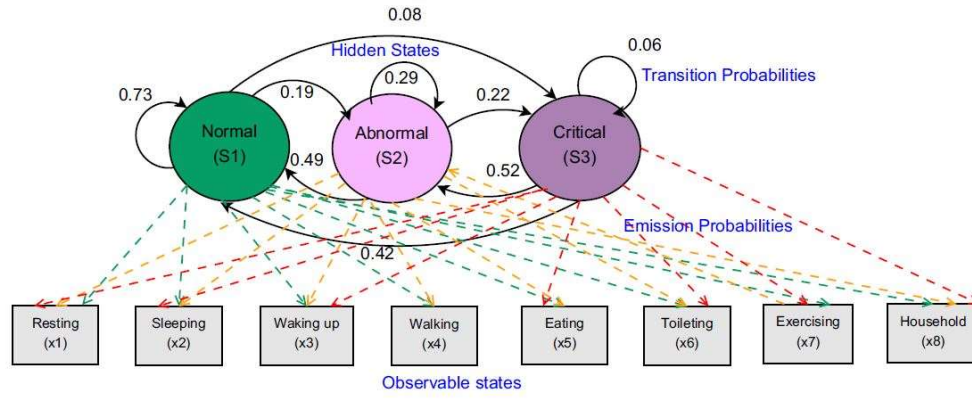 0.08
Hidden States
0.06
Transition Probabilities
0.73
0.19
0.29
0.22
Normal
(S1)
Abnormal
(S2)
Critical
(S3)
0.49
0.52
Emission Probabilities
0.42
Resting
(x1)
Sleeping
(x2)
Waking up
(x3)
Walking
(x4)
Eating
(x5)
Toileting
(x6)
Exercising
(x7)
Household
(x8)
Observable states